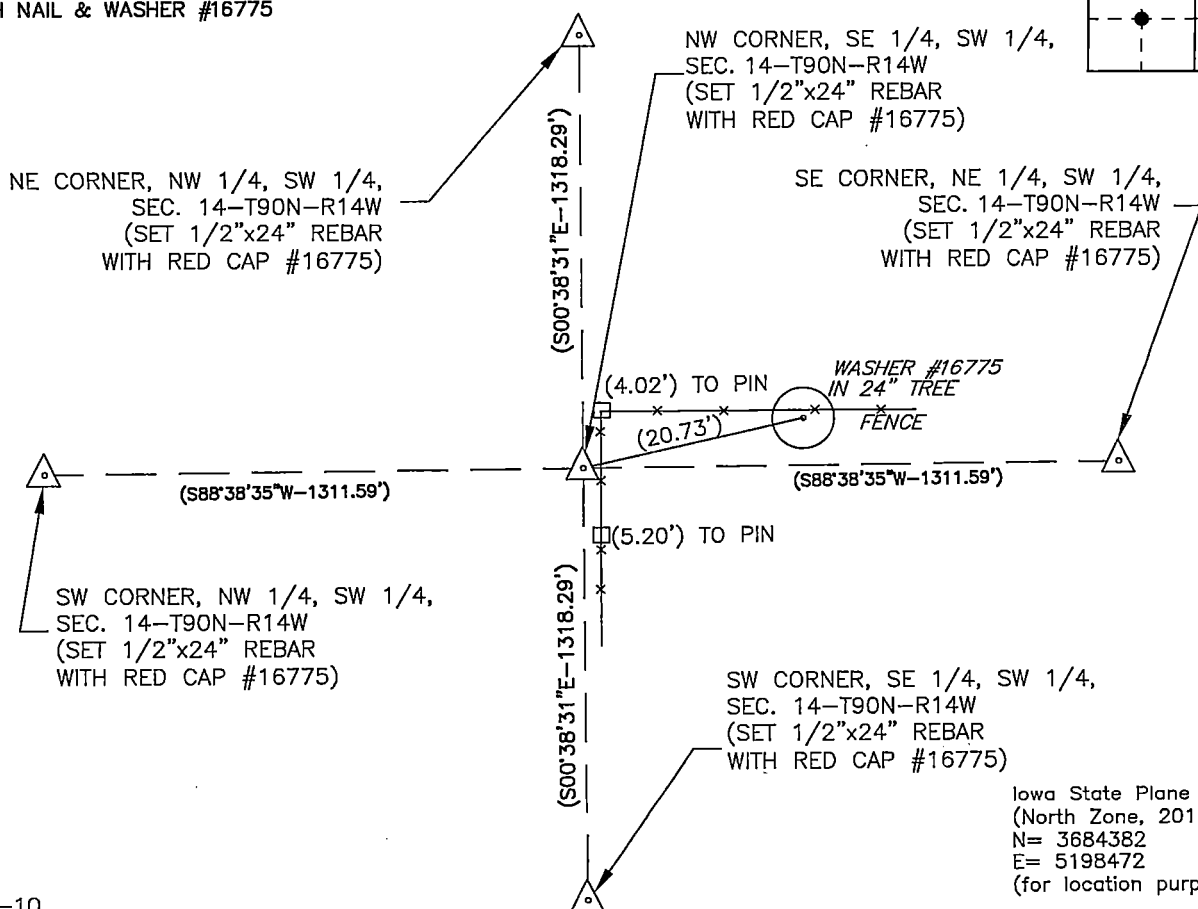 NAIL & WASHER #16775
NW CORNER, SE 1/4, SW 1/4,
SEC. 14-T90N-R14W
(SET 1/2"x24" REBAR
WITH RED CAP #16775)
NE CORNER, NW 1/4, SW 1/4,
SEC. 14-T90N-R14W
(SET 1/2"x24" REBAR
WITH RED CAP #16775)
SE CORNER, NE 1/4, SW 1/4,
SEC. 14-T90N-R14W
(SET 1/2"x24" REBAR
WITH RED CAP #16775)
(S00°38'31"E-1318.29')
(4.02') TO PIN
WASHER #16775
IN 24" TREE
FENCE
(20.73')
(S88°38'35"W-1311.59')
(S88°38'35"W-1311.59')
(5.20') TO PIN
(S00°38'31"E-1318.29')
SW CORNER, NW 1/4, SW 1/4,
SEC. 14-T90N-R14W
(SET 1/2"x24" REBAR
WITH RED CAP #16775)
SW CORNER, SE 1/4, SW 1/4,
SEC. 14-T90N-R14W
(SET 1/2"x24" REBAR
WITH RED CAP #16775)
Iowa State Plane
(North Zone, 201
N= 3684382
E= 5198472
(for location purp
-10